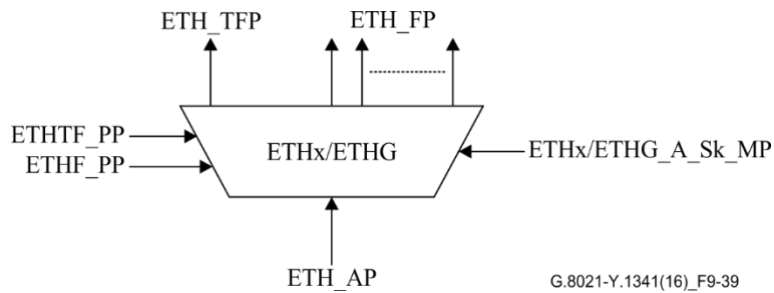 ETH_TFP
ETH_FP
ETHTF_PP
ETHF_PP
ETHx/ETHG
ETHx/ETHG_A_Sk_MP
ETH_AP
G.8021-Y.1341(16)_F9-39